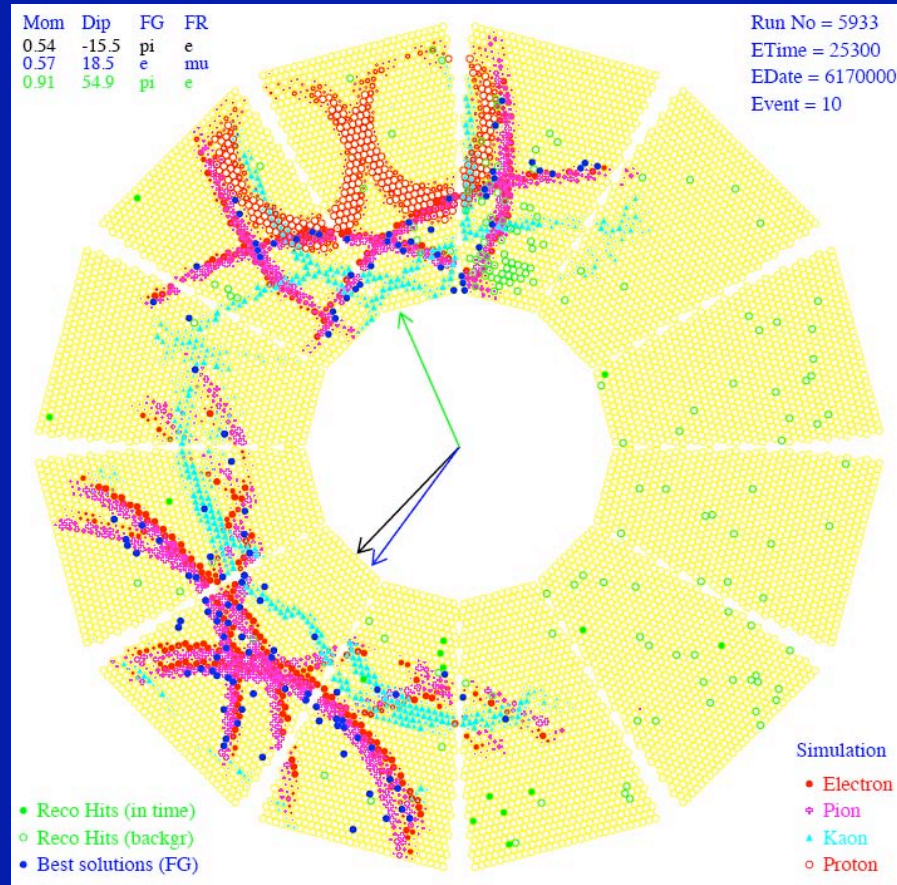 Mom Dip FG FR
0.54 -15.5 pi e
0.57 18.5 e mu
0.91 54.9 pi e
Run No = 5933
ETime = 25300
EDate = 6170000
Event = 10
Reco Hits (in time)
Reco Hits (backgr)
Best solutions (FG)
Simulation
Electron
Pion
Kaon
Proton